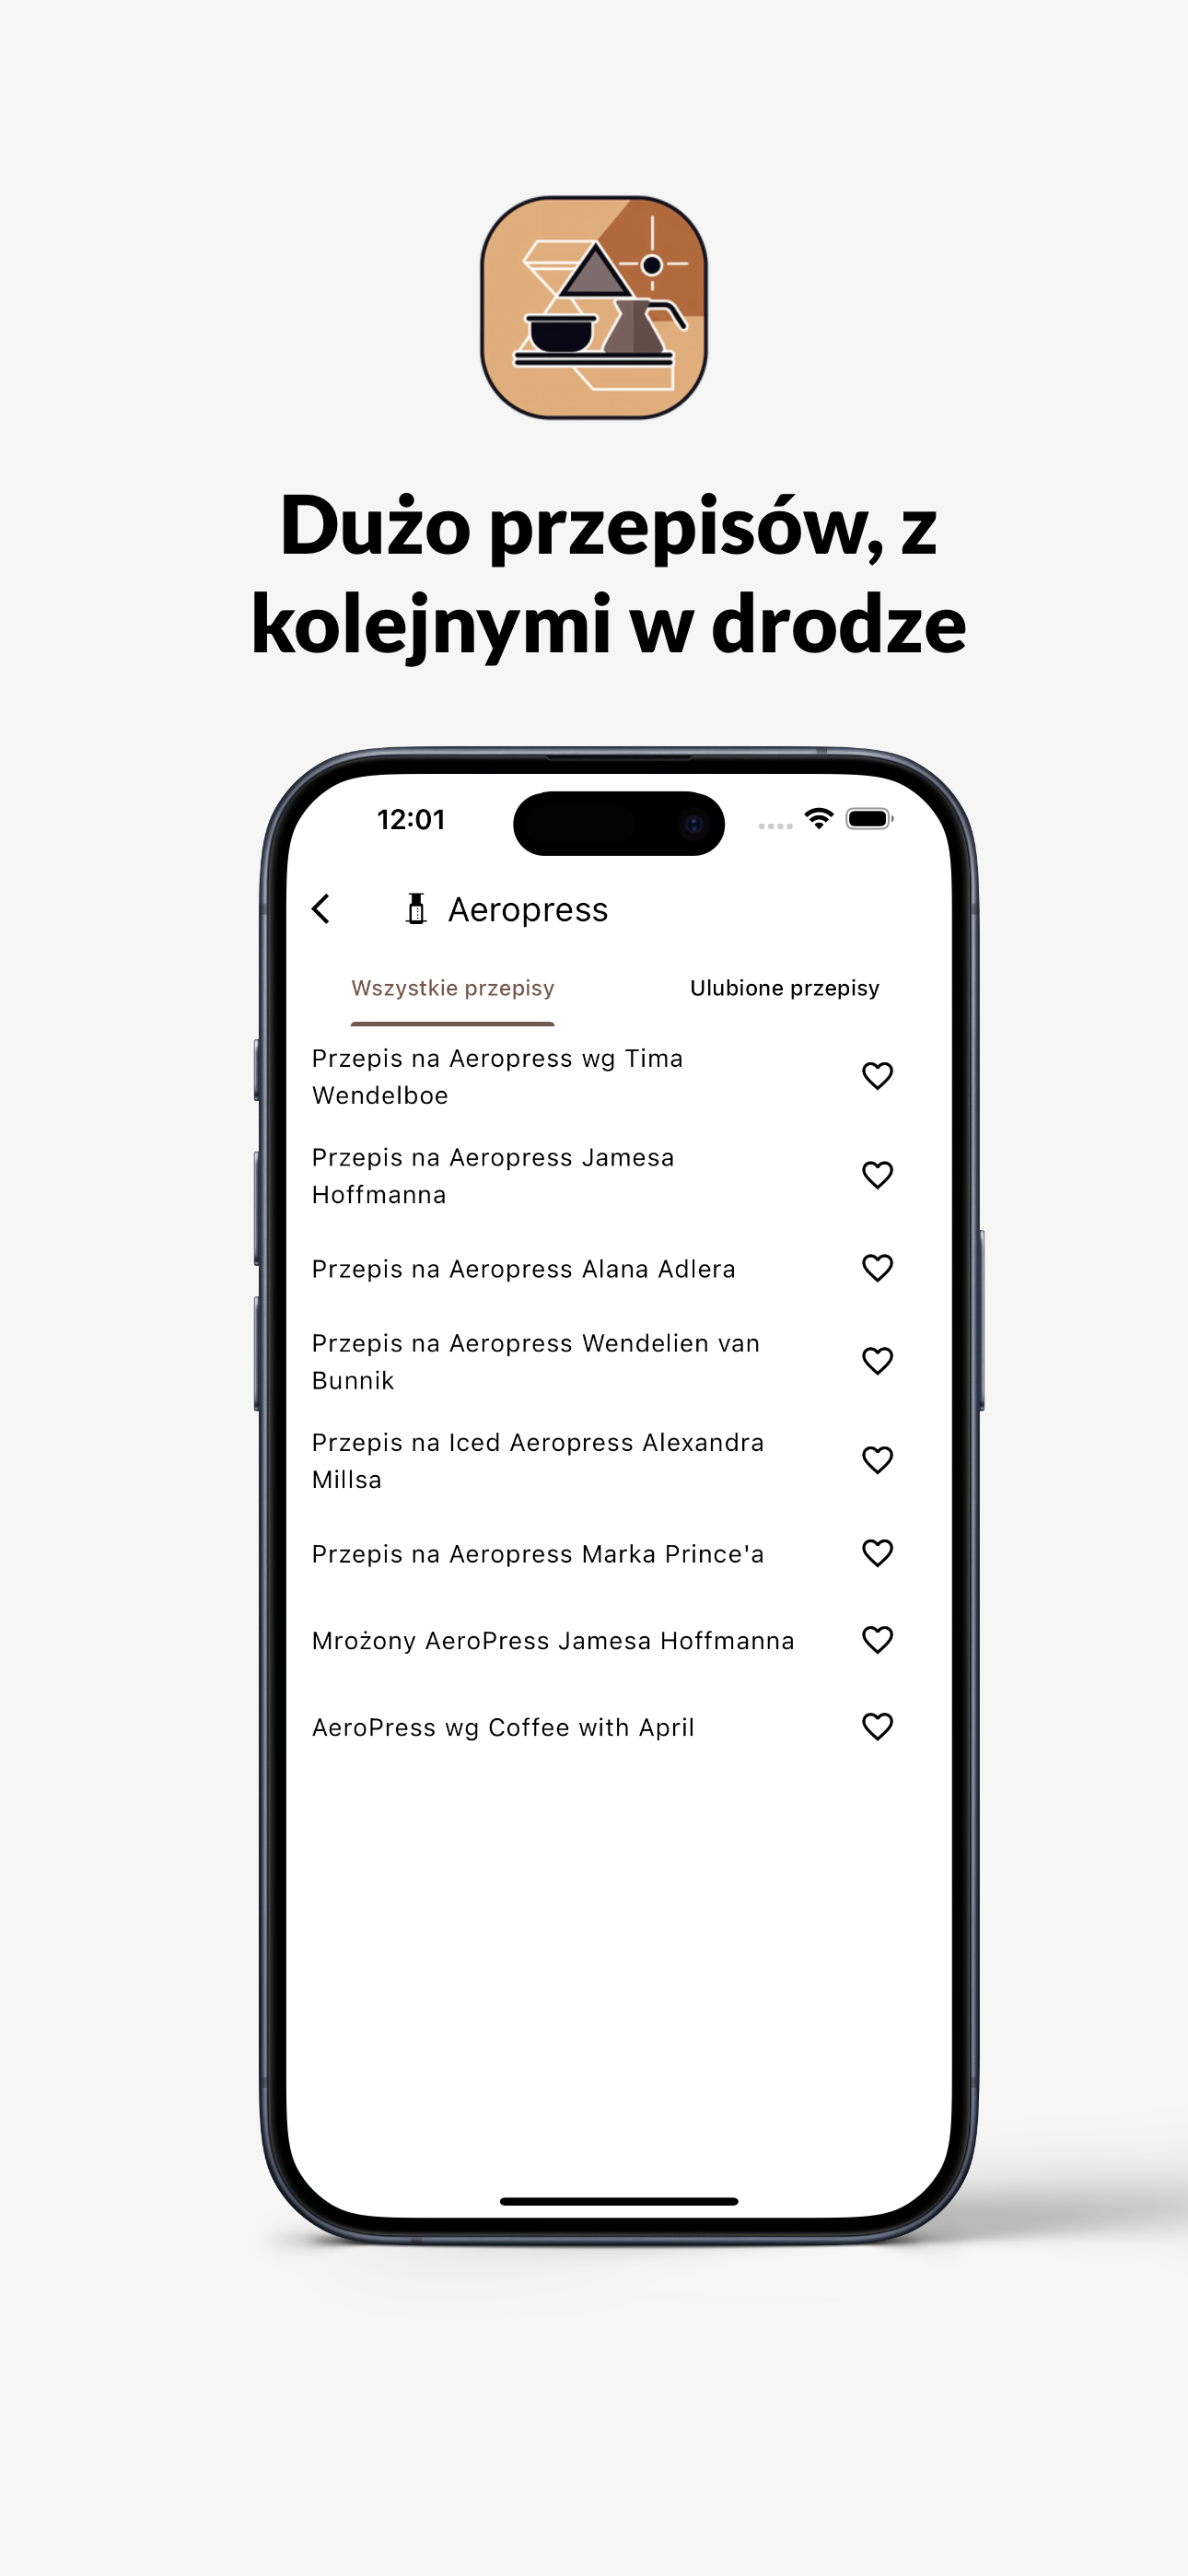 Dużo przepisów, z
kolejnymi w drodze
12:01
Aeropress
Wszystkie przepisy
Ulubione przepisy
Przepis na Aeropress wg Tima
Wendelboe
Przepis na Aeropress Jamesa
Hoffmanna
Przepis na Aeropress Alana Adlera
Przepis na Aeropress Wendelien van
Bunnik
Przepis na Iced Aeropress Alexandra
Millsa
Przepis na Aeropress Marka Prince'a
Mrożony AeroPress Jamesa Hoffmanna
AeroPress wg Coffee with April